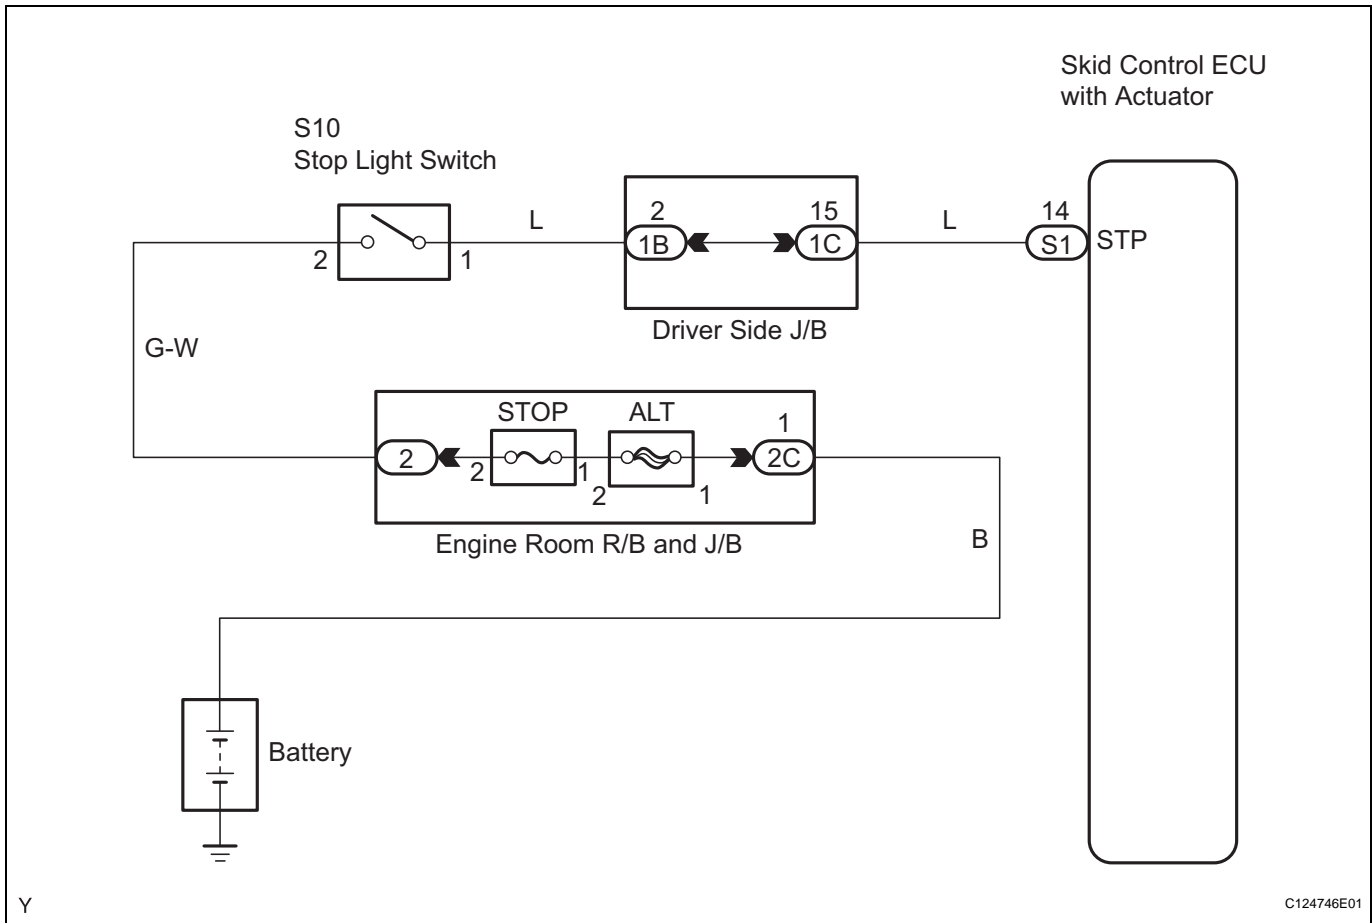 Skid Control ECU
with Actuator
S10
Stop Light Switch
2
1
L
2
1B
15
1C
L
14
S1
STP
Driver Side J/B
G-W
STOP
ALT
2
2
1
2
1
1
2C
Engine Room R/B and J/B
B
Battery
Y
C124746E01